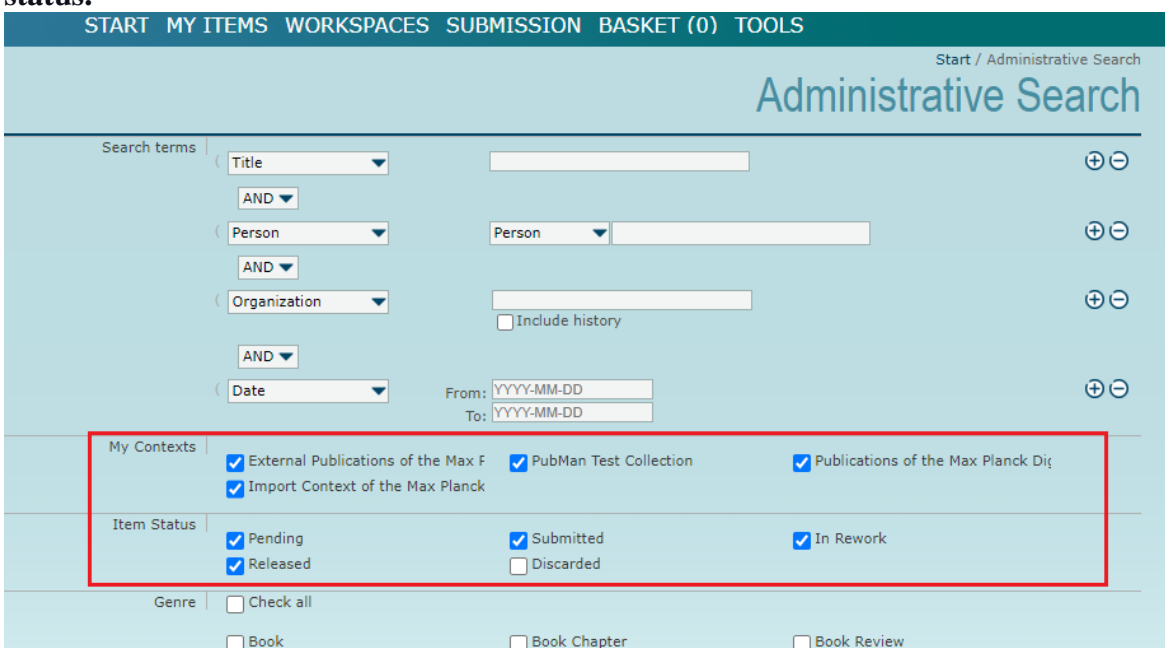 status.
START MY ITEMS WORKSPACES SUBMISSION BASKET (0) TOOLS
Start / Administrative Search
Administrative Search
Search terms
( Title
AND
( Person Person
AND
( Organization
Include history
AND
( Date From: YYYY-MM-DD
To: YYYY-MM-DD
My Contexts
External Publications of the Max PubMan Test Collection Publications of the Max Planck
Import Context of the Max Planck
Item Status
Pending Submitted In Rework
Released Discarded
Genre Check all
Book Book Chapter Book Review